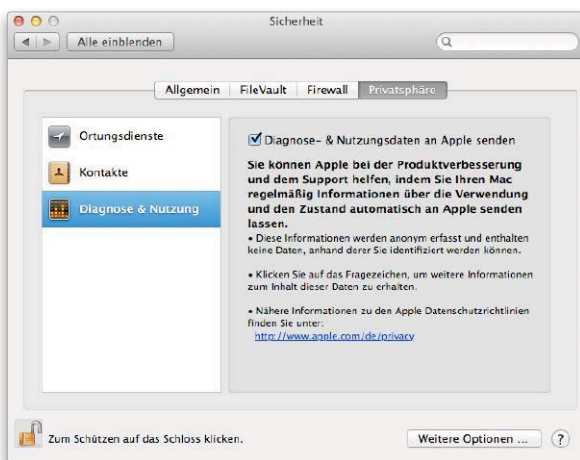 Sicherheit
Alle einblenden
Allgemein FileVault Firewall Privatsphäre
Ortungsdienste
Kontakte
Diagnose & Nutzung
Diagnose- & Nutzungsdaten an Apple senden
Sie können Apple bei der Produktverbesserung
und dem Support helfen, indem Sie Ihren Mac
regelmäßig Informationen über die Verwendung
und den Zustand automatisch an Apple senden
lassen.
• Diese Informationen werden anonym erfasst und enthalten
keine Daten, anhand derer Sie identifiziert werden können.
• Klicken Sie auf das Fragezeichen, um weitere Informationen
zum Inhalt dieser Daten zu erhalten.
• Nähere Informationen zu den Apple Datenschutzrichtlinien
finden Sie unter:
http://www.apple.com/de/privacy
Zum Schützen auf das Schloss klicken.
Weitere Optionen ... ?